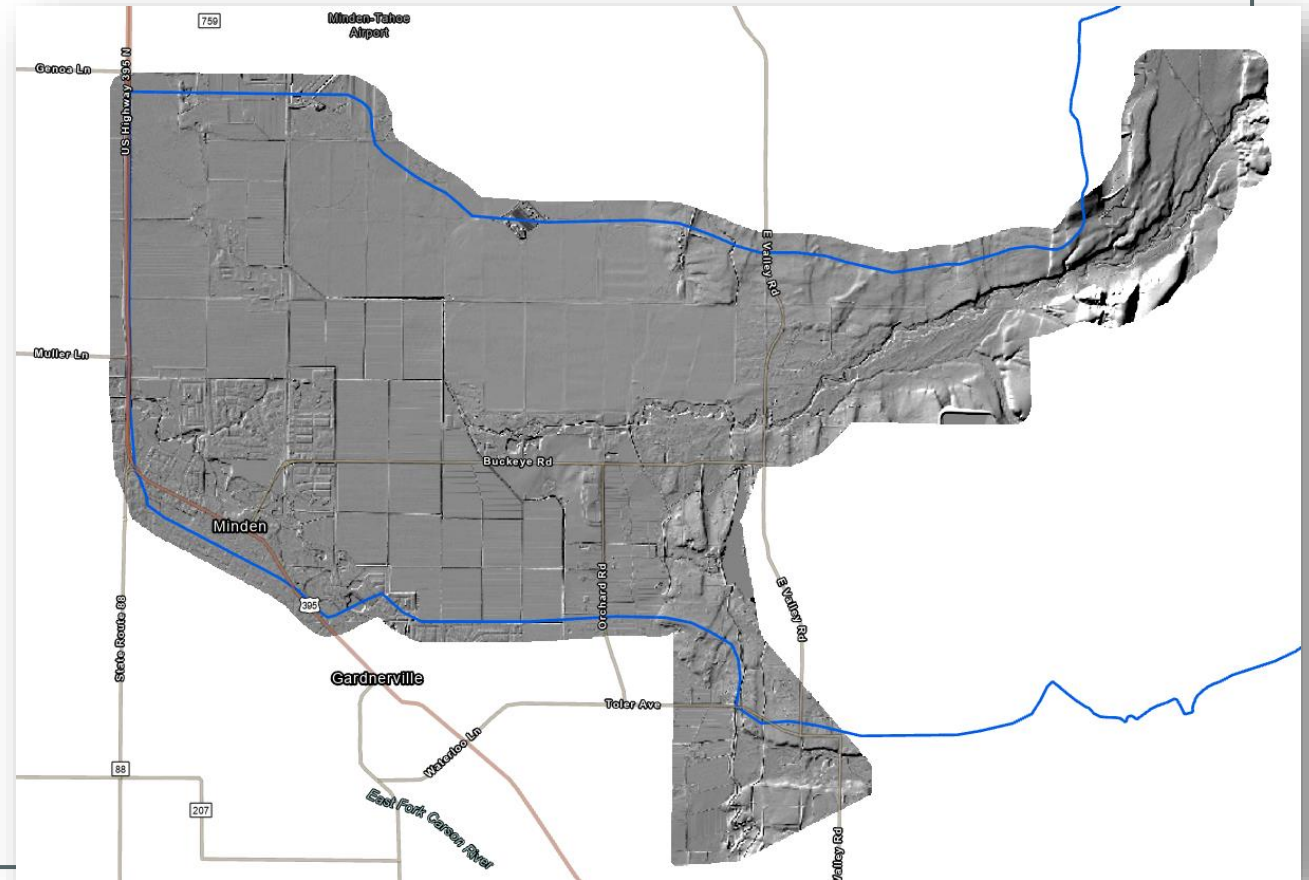 759
Minden-Tahoe
Airport
Genoa Ln
US Highway 395 N
E Valley Rd
Muller Ln
Buckeye Rd
Minden
395
Orchard Rd
E Valley Rd
State Route 88
Gardnerville
Toler Ave
Waterloo Ln
88
207
East Fork Carson River
Valley Rd